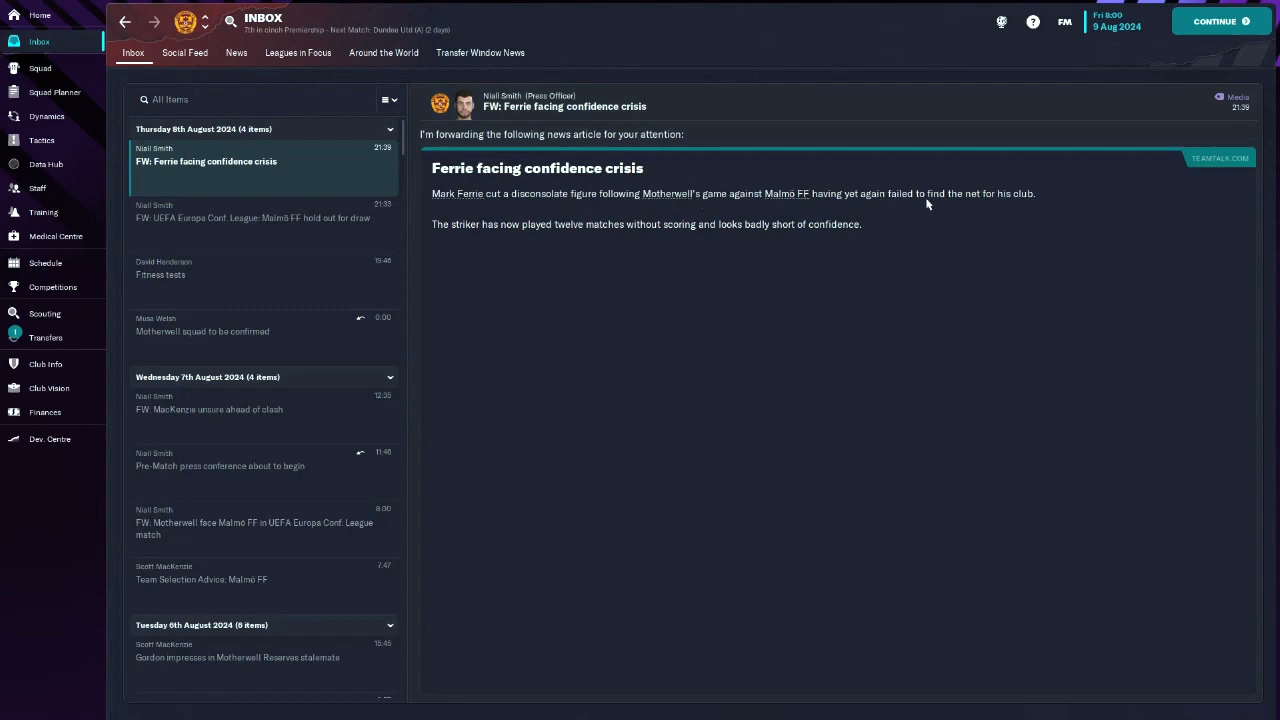 Home
Inbox
Squad
Squad Planner
Dynamics
Tactics
Data Hub
Staff
Training
Medical Centre
Schedule
Competitions
Scouting
1
Transfers
Club Info
Club Vision
Finances
Dev. Centre
INBOX
7th in cinch Premiership - Next Match: Dundee Utd (A) (2 days)
?
FM
Fri 8:00
9 Aug 2024
CONTINUE
Inbox
Social Feed
News
Leagues in Focus
Around the World
Transfer Window News
All Items
Thursday 8th August 2024 (4 items)
Niall Smith 21:39
FW: Ferrie facing confidence crisis
Niall Smith 21:33
FW: UEFA Europa Conf. League: Malmö FF hold out for draw
David Henderson 19:46
Fitness tests
Musa Welsh 0:00
Motherwell squad to be confirmed
Wednesday 7th August 2024 (4 items)
Niall Smith 12:35
FW: MacKenzie unsure ahead of clash
Niall Smith 11:46
Pre-Match press conference about to begin
Niall Smith 8:00
FW: Motherwell face Malmö FF in UEFA Europa Conf. League
match
Scott MacKenzie 7:47
Team Selection Advice: Malmö FF
Tuesday 6th August 2024 (6 items)
Scott MacKenzie 15:45
Gordon impresses in Motherwell Reserves stalemate
Niall Smith (Press Officer)
FW: Ferrie facing confidence crisis
Media
21:39
I'm forwarding the following news article for your attention:
TEAMTALK.COM
Ferrie facing confidence crisis
Mark Ferrie cut a disconsolate figure following Motherwell's game against Malmö FF having yet again failed to find the net for his club.
The striker has now played twelve matches without scoring and looks badly short of confidence.